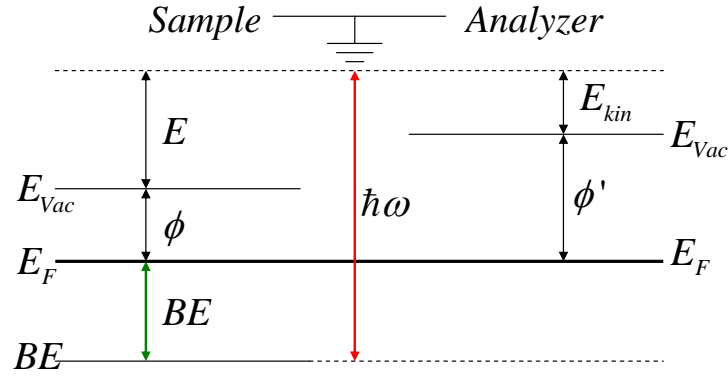 Sample Analyzer
E E_kin
E_Vac E_Vac
ϕ ħω ϕ'
E_F E_F
BE
BE